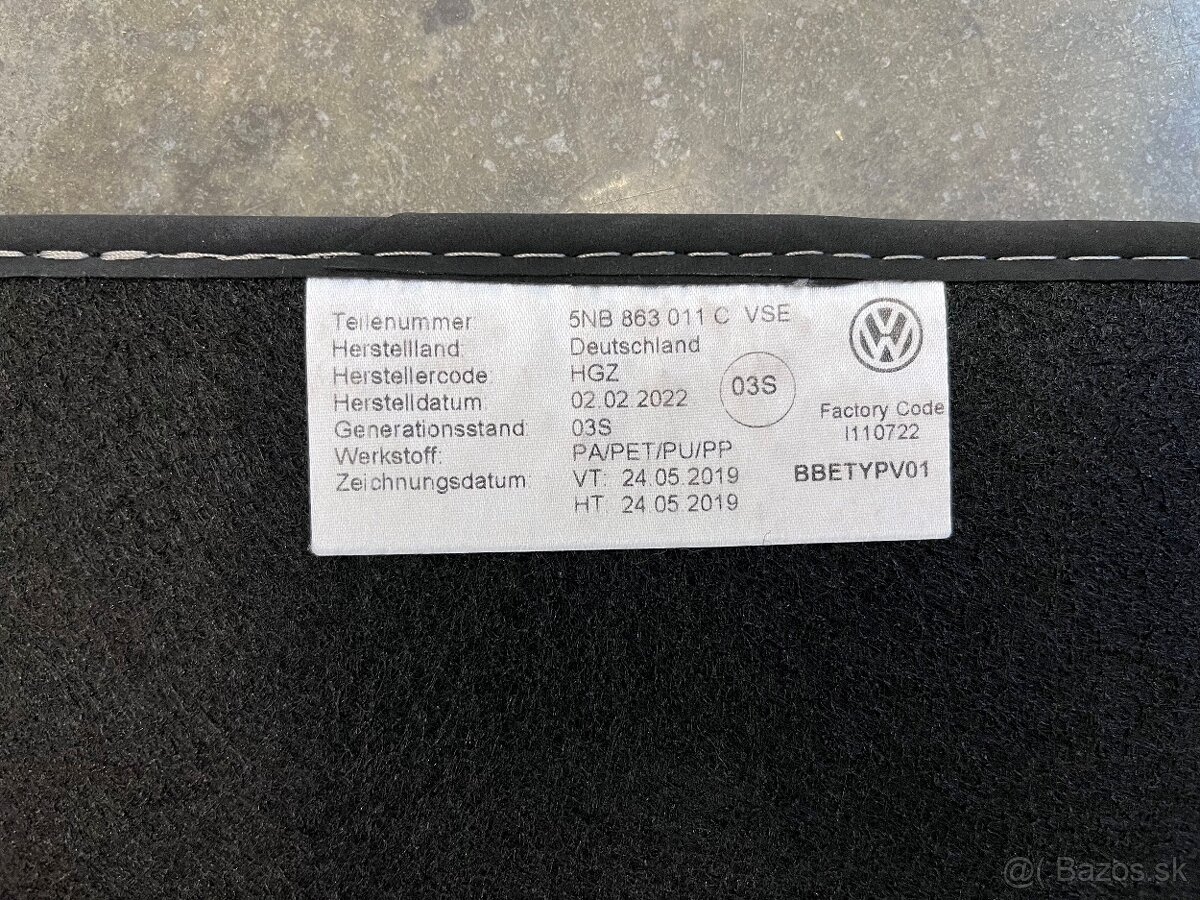 Teilenummer 5NB 863 011 C VSE
Herstellland Deutschland
Herstellercode HGZ
Herstelldatum 02.02.2022
Generationsstand 03S
Werkstoff: PA/PET/PU/PP
Zeichnungsdatum VT: 24.05.2019
HT: 24.05.2019
03S
VW
Factory Code
I110722
BBETYPV01
@( Bazos.sk